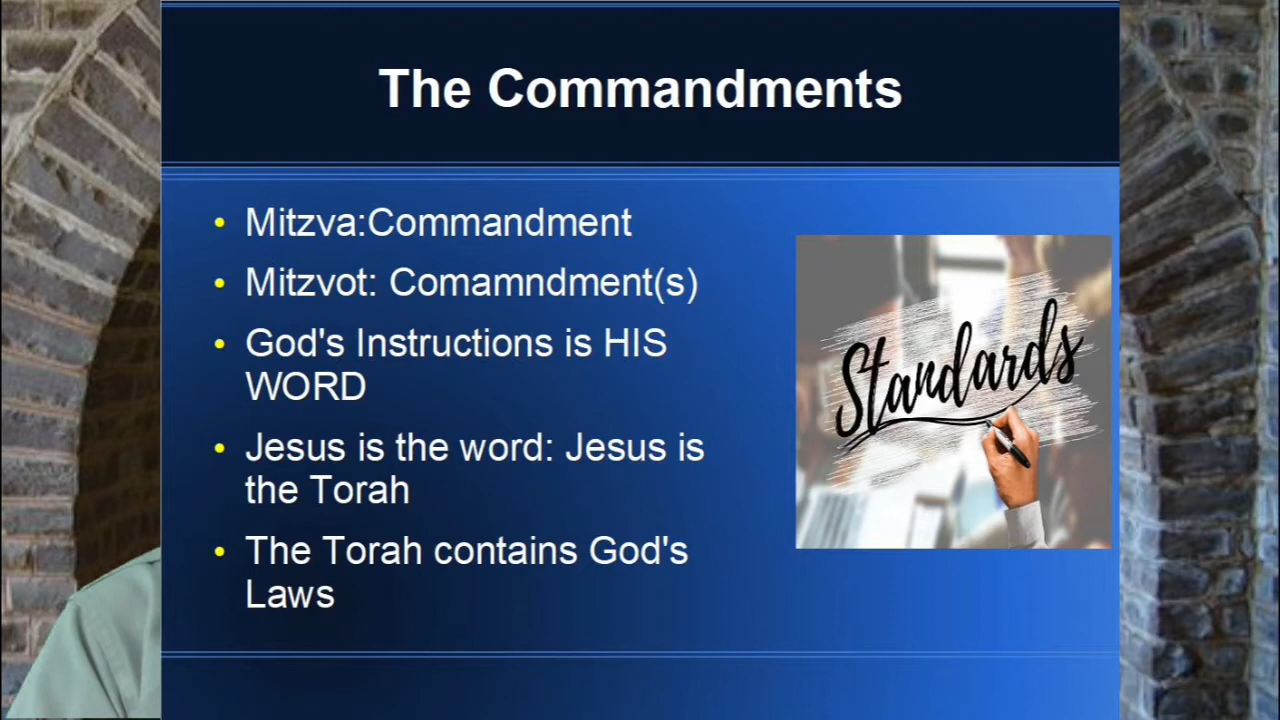 The Commandments
• Mitzva:Commandment
• Mitzvot: Comamndment(s)
• God's Instructions is HIS
WORD
• Jesus is the word: Jesus is
the Torah
• The Torah contains God's
Laws
Standards